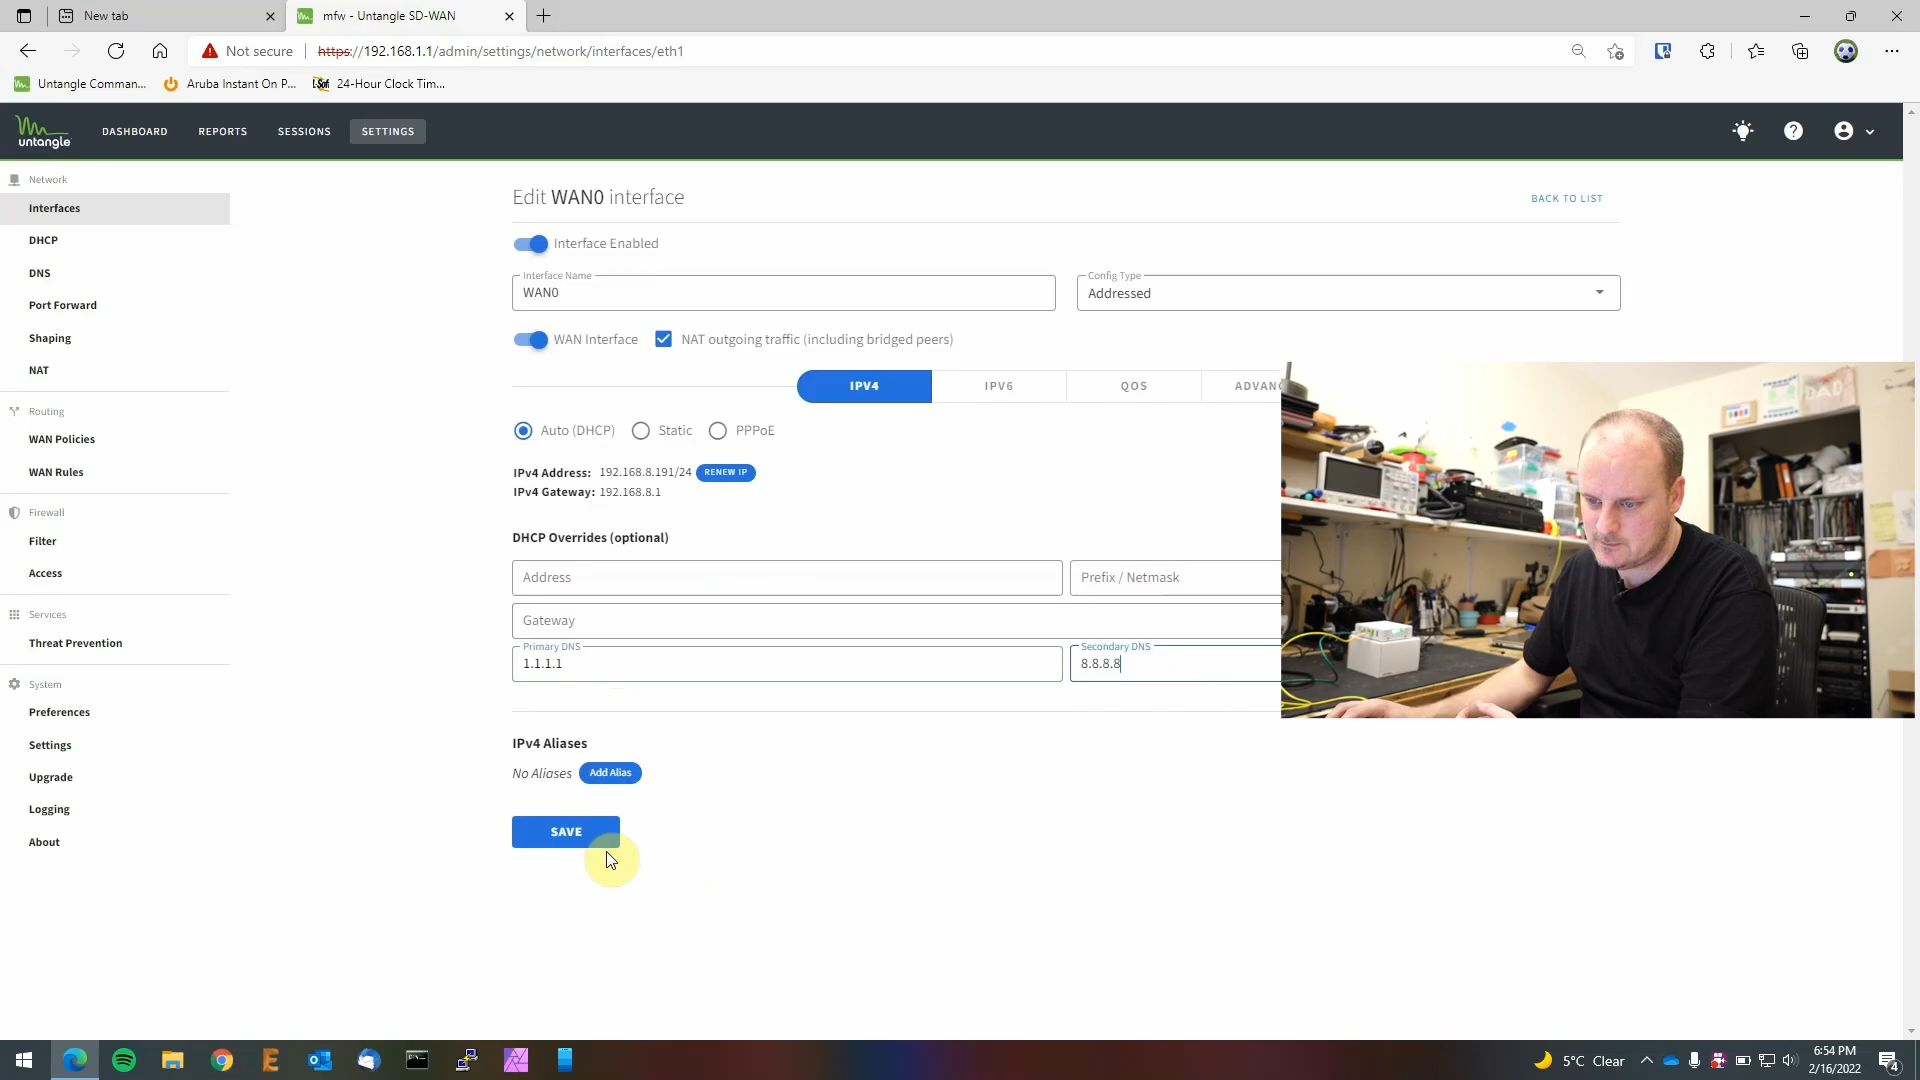 New tab
mfw - Untangle SD-WAN
Not secure
https://192.168.1.1/admin/settings/network/interfaces/eth1
Untangle Comman...
Aruba Instant On P...
24-Hour Clock Tim...
untangle
DASHBOARD
REPORTS
SESSIONS
SETTINGS
Network
Interfaces
DHCP
DNS
Port Forward
Shaping
NAT
Routing
WAN Policies
WAN Rules
Firewall
Filter
Access
Services
Threat Prevention
System
Preferences
Settings
Upgrade
Logging
About
Edit WAN0 interface
BACK TO LIST
Interface Enabled
Interface Name
WAN0
Config Type
Addressed
WAN Interface
NAT outgoing traffic (including bridged peers)
IPV4
IPV6
QOS
ADVANC
Auto (DHCP)
Static
PPPoE
IPv4 Address: 192.168.8.191/24 RENEW IP
IPv4 Gateway: 192.168.8.1
DHCP Overrides (optional)
Address
Prefix / Netmask
Gateway
Primary DNS
1.1.1.1
Secondary DNS
8.8.8.8
IPv4 Aliases
No Aliases Add Alias
SAVE
DAD
5°C Clear
6:54 PM
2/16/2022
4